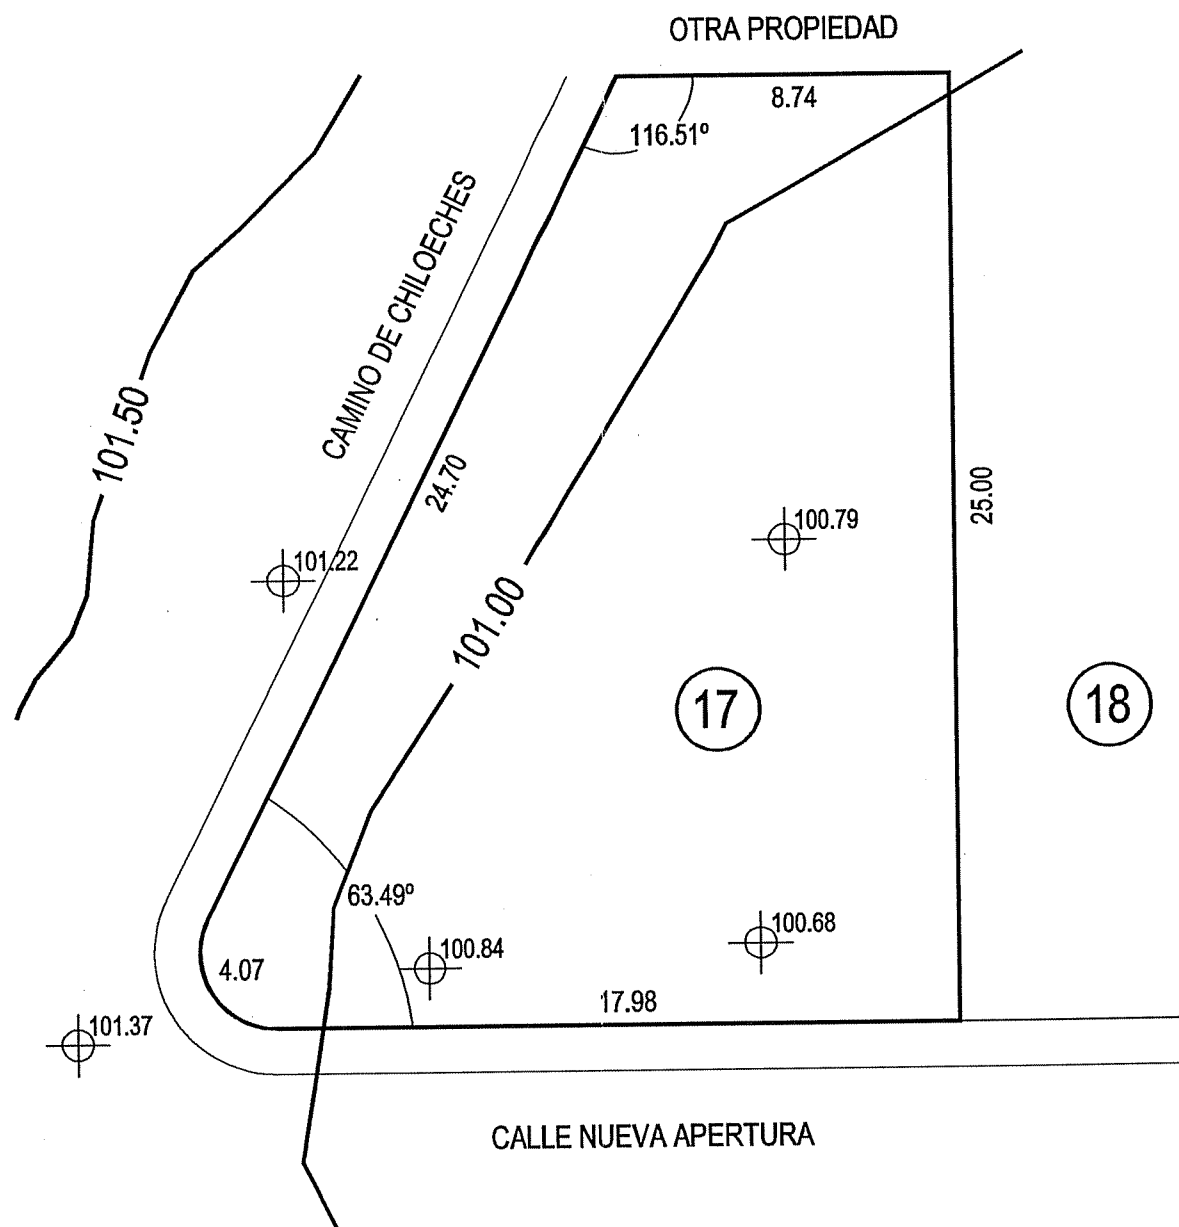 OTRA PROPIEDAD
8.74
116.51º
CAMINO DE CHILOECHES
101.50
24.70
25.00
100.79
101.22
101.00
17
18
63.49º
100.68
100.84
4.07
17.98
101.37
CALLE NUEVA APERTURA